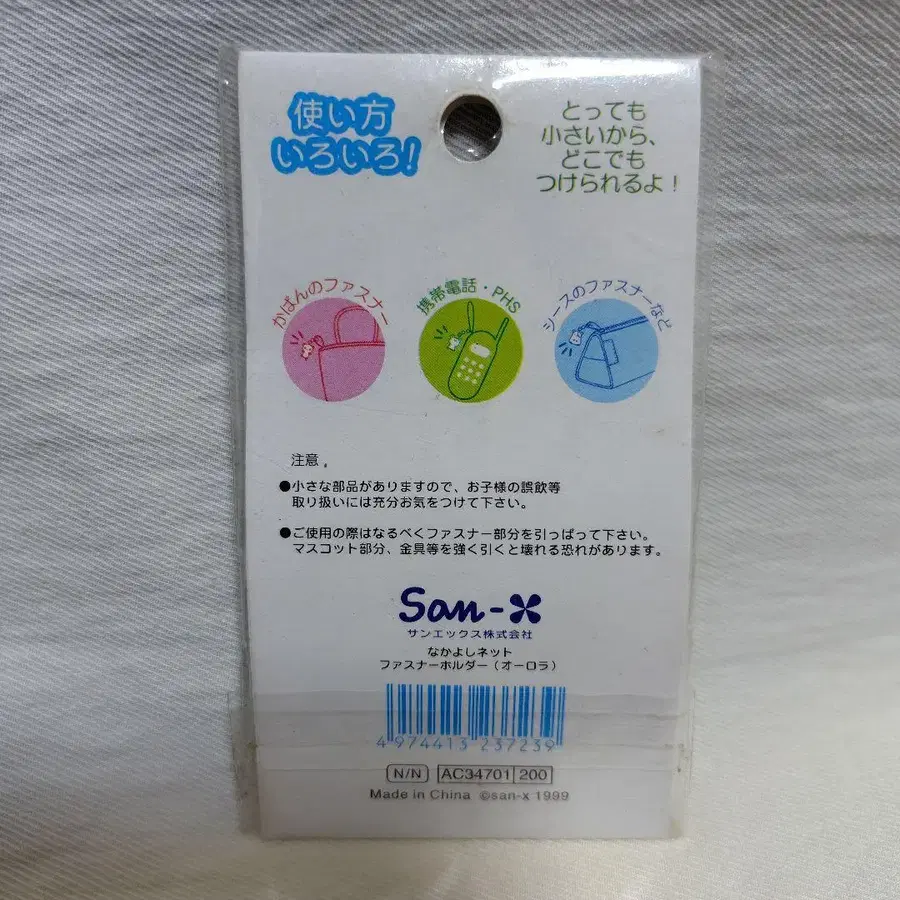 使い方
いろいろ!
とっても
小さいから、
どこでも
つけられるよ!
かばんのファスナー
携帯電話・PHS
シースのファスナーなど
注意
●小さな部品がありますので、お子様の誤飲等
取り扱いには充分お気をつけて下さい。
●ご使用の際はなるべくファスナー部分を引っぱって下さい。
マスコット部分、金具等を強く引くと壊れる恐れがあります。
San-X
サンエックス株式会社
なかよしネット
ファスナーホルダー(オーロラ)
4 974413 237239
N/N AC34701 200
Made in China ©san-x 1999